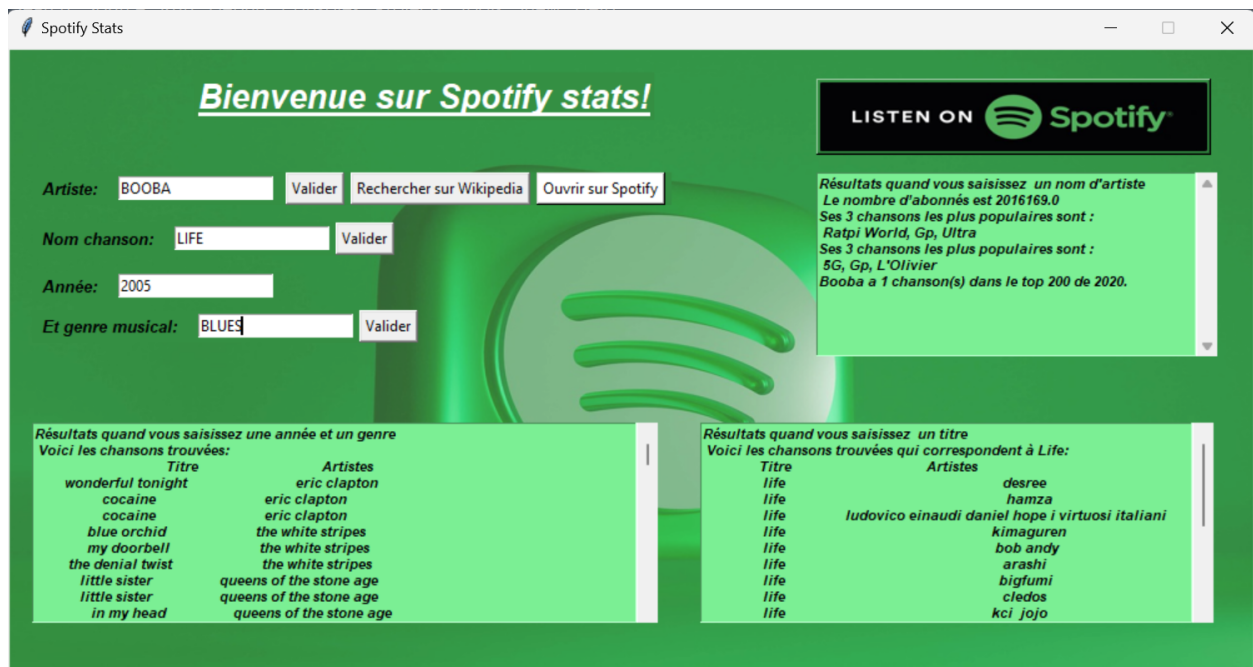 Spotify Stats
Bienvenue sur Spotify stats!
LISTEN ON Spotify
Artiste: BOOBA Valider Rechercher sur Wikipedia Ouvrir sur Spotify
Nom chanson: LIFE Valider
Année: 2005
Et genre musical: BLUES Valider
Résultats quand vous saisissez un nom d'artiste
Le nombre d'abonnés est 2016169.0
Ses 3 chansons les plus populaires sont :
Ratpi World, Gp, Ultra
Ses 3 chansons les plus populaires sont :
5G, Gp, L'Olivier
Booba a 1 chanson(s) dans le top 200 de 2020.
Résultats quand vous saisissez une année et un genre
Voici les chansons trouvées:
Titre Artistes
wonderful tonight eric clapton
cocaine eric clapton
cocaine eric clapton
blue orchid the white stripes
my doorbell the white stripes
the denial twist the white stripes
little sister queens of the stone age
little sister queens of the stone age
in my head queens of the stone age
Résultats quand vous saisissez un titre
Voici les chansons trouvées qui correspondent à Life:
Titre Artistes
life desree
life hamza
life ludovico einaudi daniel hope i virtuosi italiani
life kimaguren
life bob andy
life arashi
life bigfumi
life cledos
life kci jojo